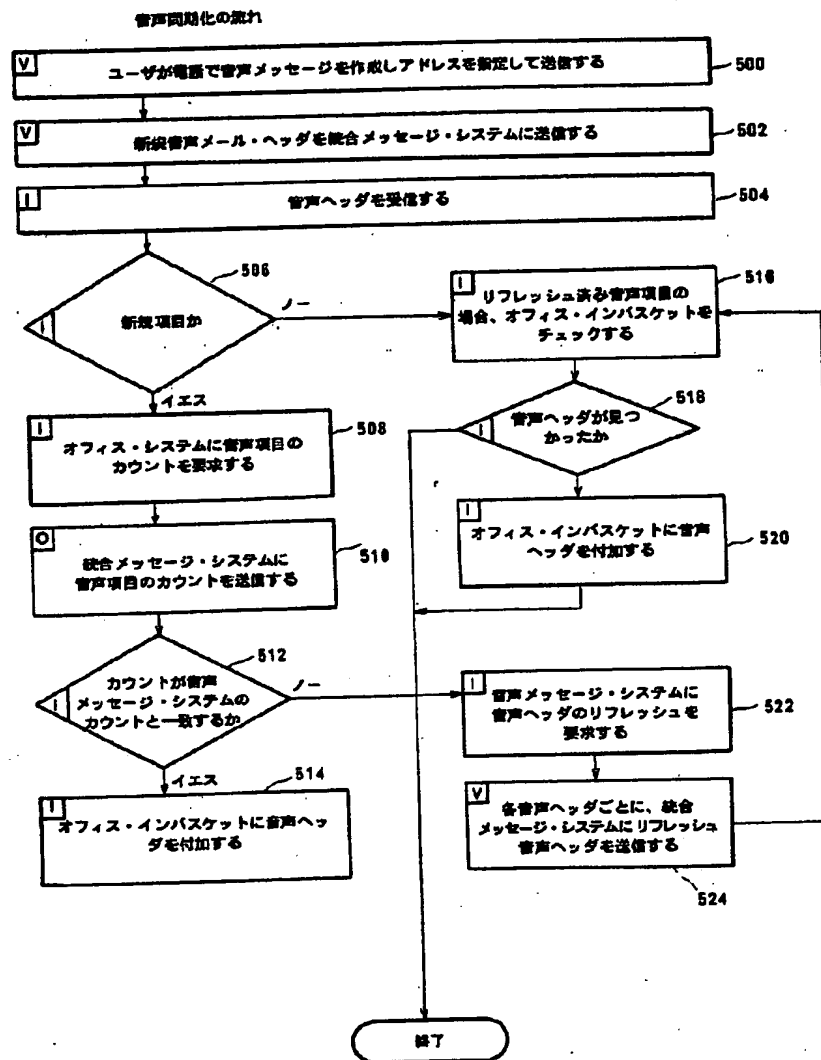 音声同期化の流れ
V
ユーザが電話で音声メッセージを作成しアドレスを指定して送信する
500
V
新規音声メール・ヘッダを統合メッセージ・システムに送信する
502
I
音声ヘッダを受信する
504
506
I
新規項目か
ノー
イエス
I
オフィス・システムに音声項目の
カウントを要求する
508
O
統合メッセージ・システムに
音声項目のカウントを送信する
510
512
I
カウントが音声
メッセージ・システムの
カウントと一致するか
ノー
イエス
514
I
オフィス・インバスケットに音声ヘッ
ダを付加する
516
I
リフレッシュ済み音声項目の
場合、オフィス・インバスケットを
チェックする
518
I
音声ヘッダが見つ
かったか
I
オフィス・インバスケットに音声
ヘッダを付加する
520
I
音声メッセージ・システムに
音声ヘッダのリフレッシュを
要求する
522
V
各音声ヘッダごとに、統合
メッセージ・システムにリフレッシュ
音声ヘッダを送信する
524
終了